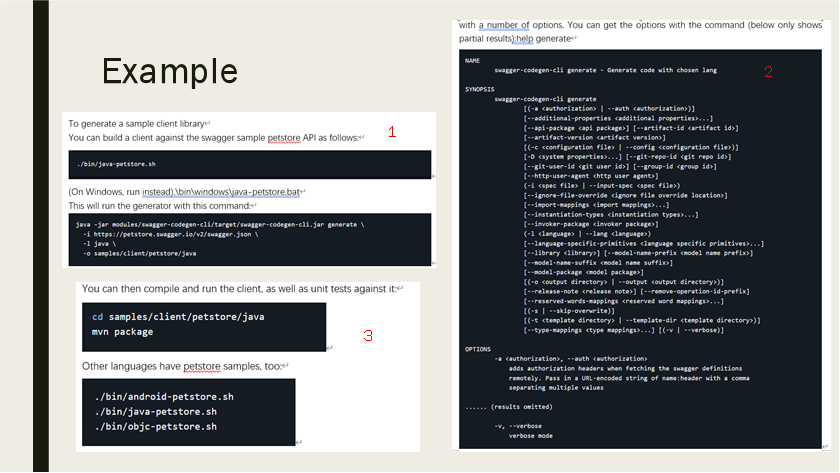 Example
To generate a sample client library
You can build a client against the swagger sample petstore API as follows:
1
./bin/java-petstore.sh
(On Windows, run instead).\bin\windows\java-petstore.bat
This will run the generator with this command:
java -jar modules/swagger-codegen-cli/target/swagger-codegen-cli.jar generate \
-i https://petstore.swagger.io/v2/swagger.json \
-l java \
-o samples/client/petstore/java
with a number of options. You can get the options with the command (below only shows
partial results):help generate
2
NAME
swagger-codegen-cli generate - Generate code with chosen lang
SYNOPSIS
swagger-codegen-cli generate
[(-a <authorization> | --auth <authorization>)]
[--additional-properties <additional properties>...]
[--api-package <api package>] [--artifact-id <artifact id>]
[--artifact-version <artifact version>]
[(-c <configuration file> | --config <configuration file>)]
[-D <system properties>...] [--git-repo-id <git repo id>]
[--git-user-id <git user id>] [--group-id <group id>]
[--http-user-agent <http user agent>]
(-i <spec file> | --input-spec <spec file>)
[--ignore-file-override <ignore file override location>]
[--import-mappings <import mappings>...]
[--instantiation-types <instantiation types>...]
[--invoker-package <invoker package>]
(-l <language> | --lang <language>)
[--language-specific-primitives <language specific primitives>...]
[--library <library>] [--model-name-prefix <model name prefix>]
[--model-name-suffix <model name suffix>]
[--model-package <model package>]
[(-o <output directory> | --output <output directory>)]
[--release-note <release note>] [--remove-operation-id-prefix]
[--reserved-words-mappings <reserved word mappings>...]
[(-s | --skip-overwrite)]
[(-t <template directory> | --template-dir <template directory>)]
[--type-mappings <type mappings>...] [(-v | --verbose)]
OPTIONS
-a <authorization>, --auth <authorization>
adds authorization headers when fetching the swagger definitions
remotely. Pass in a URL-encoded string of name:header with a comma
separating multiple values
...... (results omitted)
-v, --verbose
verbose mode
You can then compile and run the client, as well as unit tests against it:
cd samples/client/petstore/java
mvn package
3
Other languages have petstore samples, too:
./bin/android-petstore.sh
./bin/java-petstore.sh
./bin/objc-petstore.sh